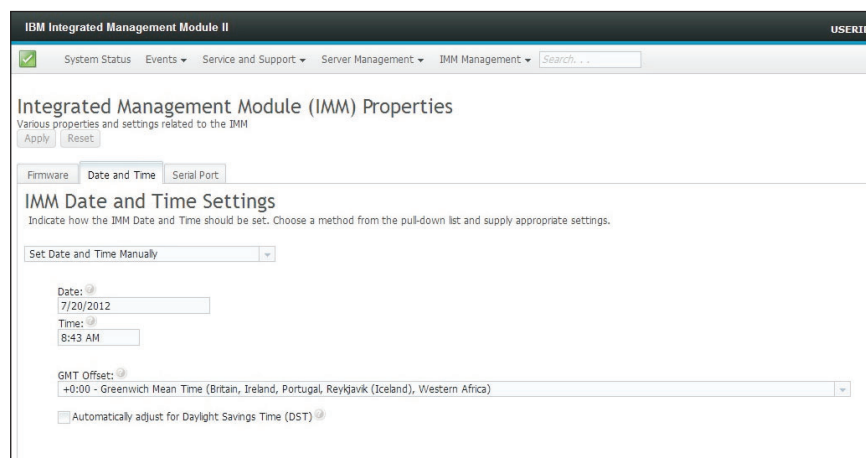 IBM Integrated Management Module II
System Status Events Service and Support Server Management IMM Management Search. . .
Integrated Management Module (IMM) Properties
Various properties and settings related to the IMM
Apply Reset
Firmware Date and Time Serial Port
IMM Date and Time Settings
Indicate how the IMM Date and Time should be set. Choose a method from the pull-down list and supply appropriate settings.
Set Date and Time Manually
Date:
7/20/2012
Time:
8:43 AM
GMT Offset:
+0:00 - Greenwich Mean Time (Britain, Ireland, Portugal, Reykjavik (Iceland), Western Africa)
Automatically adjust for Daylight Savings Time (DST)